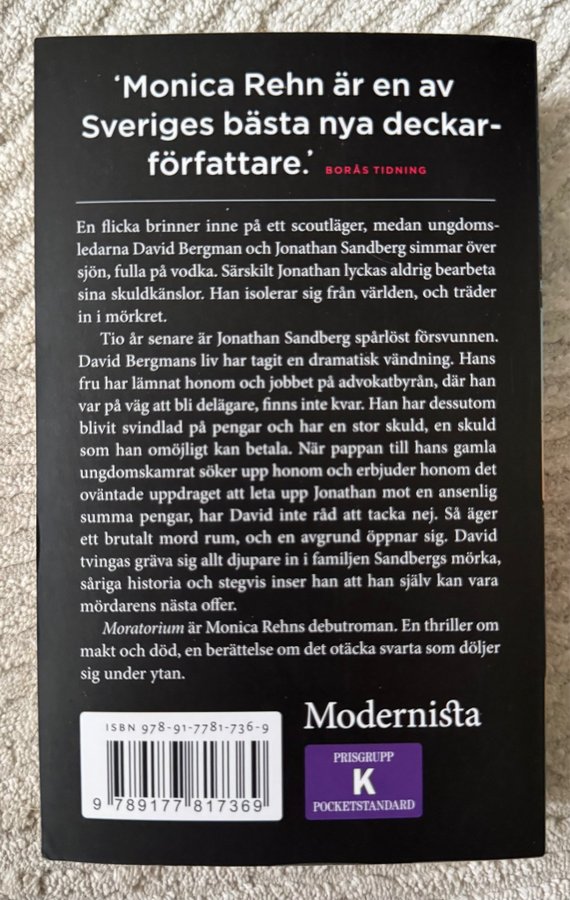 ‘Monica Rehn är en av
Sveriges bästa nya deckar-
författare.’ BORÅS TIDNING
En flicka brinner inne på ett scoutläger, medan ungdoms-
ledarna David Bergman och Jonathan Sandberg simmar över
sjön, fulla på vodka. Särskilt Jonathan lyckas aldrig bearbeta
sina skuldkänslor. Han isolerar sig från världen, och träder
in i mörkret.
Tio år senare är Jonathan Sandberg spårlöst försvunnen.
David Bergmans liv har tagit en dramatisk vändning. Hans
fru har lämnat honom och jobbet på advokatbyrån, där han
var på väg att bli delägare, finns inte kvar. Han har dessutom
blivit svindlad på pengar och har en stor skuld, en skuld
som han omöjligt kan betala. När pappan till hans gamla
ungdomskamrat söker upp honom och erbjuder honom det
oväntade uppdraget att leta upp Jonathan mot en ansenlig
summa pengar, har David inte råd att tacka nej. Så äger
ett brutalt mord rum, och en avgrund öppnar sig. David
tvingas gräva sig allt djupare in i familjen Sandbergs mörka,
såriga historia och stegvis inser han att han själv kan vara
mördarens nästa offer.
Moratorium är Monica Rehns debutroman. En thriller om
makt och död, en berättelse om det otäcka svarta som döljer
sig under ytan.
ISBN 978-91-7781-736-9
9 789177 817369
Modernista
PRISGRUPP
K
POCKETSTANDARD